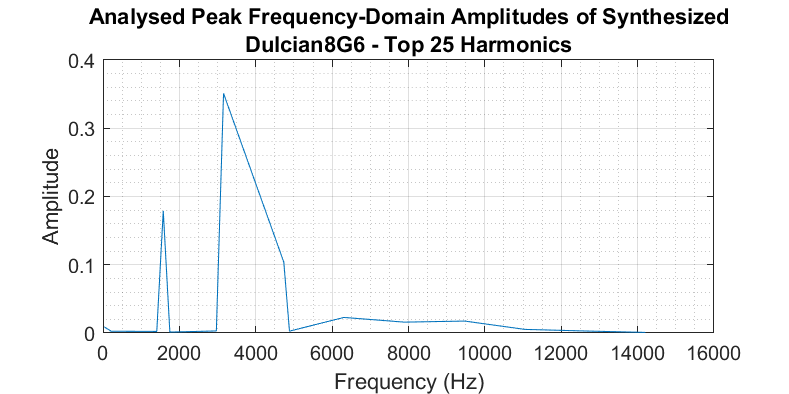 Analysed Peak Frequency-Domain Amplitudes of Synthesized
Dulcian8G6 - Top 25 Harmonics
0.4
0.3
0.2
0.1
0
Amplitude
0 2000 4000 6000 8000 10000 12000 14000 16000
Frequency (Hz)